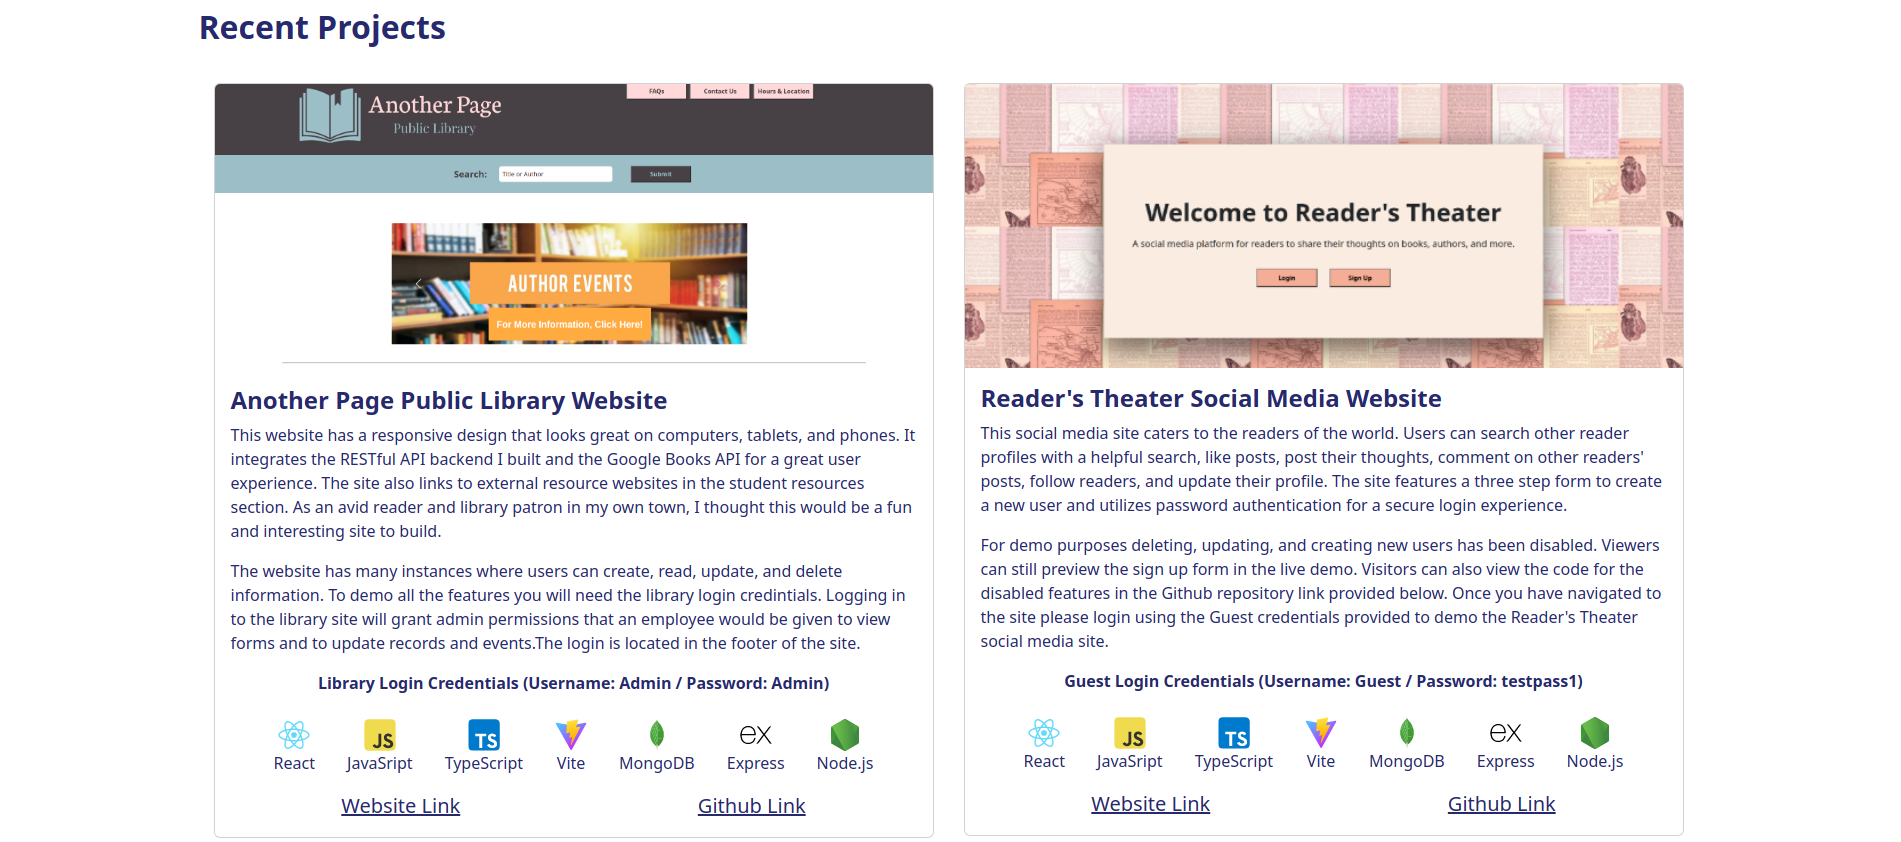 Recent Projects
Another Page
Public Library
FAQs
Contact Us
Hours & Location
Search:
Title or Author
Submit
AUTHOR EVENTS
For More Information, Click Here!
Another Page Public Library Website
This website has a responsive design that looks great on computers, tablets, and phones. It
integrates the RESTful API backend I built and the Google Books API for a great user
experience. The site also links to external resource websites in the student resources
section. As an avid reader and library patron in my own town, I thought this would be a fun
and interesting site to build.
The website has many instances where users can create, read, update, and delete
information. To demo all the features you will need the library login credintials. Logging in
to the library site will grant admin permissions that an employee would be given to view
forms and to update records and events.The login is located in the footer of the site.
Library Login Credentials (Username: Admin / Password: Admin)
JS
TS
ex
React
JavaSript
TypeScript
Vite
MongoDB
Express
Node.js
Website Link
Github Link
Welcome to Reader's Theater
A social media platform for readers to share their thoughts on books, authors, and more.
Login
Sign Up
Reader's Theater Social Media Website
This social media site caters to the readers of the world. Users can search other reader
profiles with a helpful search, like posts, post their thoughts, comment on other readers'
posts, follow readers, and update their profile. The site features a three step form to create
a new user and utilizes password authentication for a secure login experience.
For demo purposes deleting, updating, and creating new users has been disabled. Viewers
can still preview the sign up form in the live demo. Visitors can also view the code for the
disabled features in the Github repository link provided below. Once you have navigated to
the site please login using the Guest credentials provided to demo the Reader's Theater
social media site.
Guest Login Credentials (Username: Guest / Password: testpass1)
JS
TS
ex
React
JavaSript
TypeScript
Vite
MongoDB
Express
Node.js
Website Link
Github Link